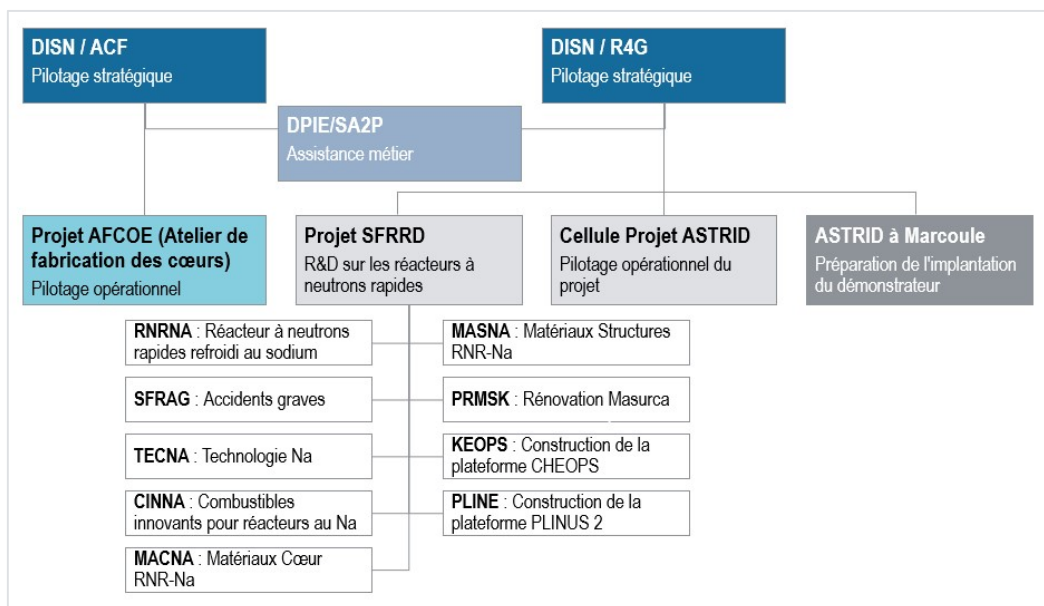 DISN / ACF
Pilotage stratégique
DISN / R4G
Pilotage stratégique
DPIE/SA2P
Assistance métier
Projet AFCOE (Atelier de
fabrication des cœurs)
Pilotage opérationnel
Projet SFRRD
R&D sur les réacteurs à
neutrons rapides
Cellule Projet ASTRID
Pilotage opérationnel du
projet
ASTRID à Marcoule
Préparation de l'implantation
du démonstrateur
RNRNA : Réacteur à neutrons
rapides refroidi au sodium
MASNA : Matériaux Structures
RNR-Na
SFRAG : Accidents graves
PRMSK : Rénovation Masurca
TECNA : Technologie Na
KEOPS : Construction de la
plateforme CHEOPS
CINNA : Combustibles
innovants pour réacteurs au Na
PLINE : Construction de la
plateforme PLINUS 2
MACNA : Matériaux Cœur
RNR-Na